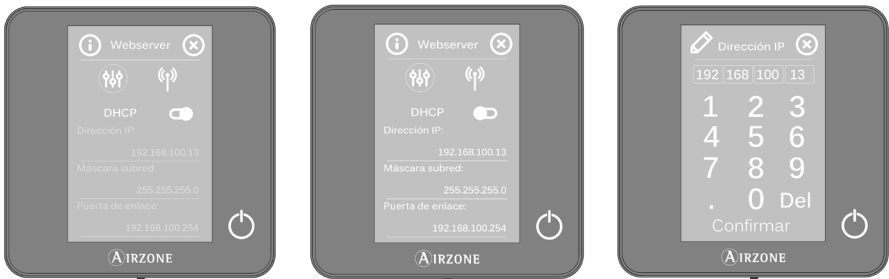 Webserver
DHCP
Dirección IP:
192.168.100.13
Máscara subred:
255.255.255.0
Puerta de enlace:
192.168.100.254
AIRZONE
Webserver
DHCP
Dirección IP:
192.168.100.13
Máscara subred:
255.255.255.0
Puerta de enlace:
192.168.100.254
AIRZONE
Dirección IP
192 168 100 13
1 2 3
4 5 6
7 8 9
. 0 Del
Confirmar
AIRZONE